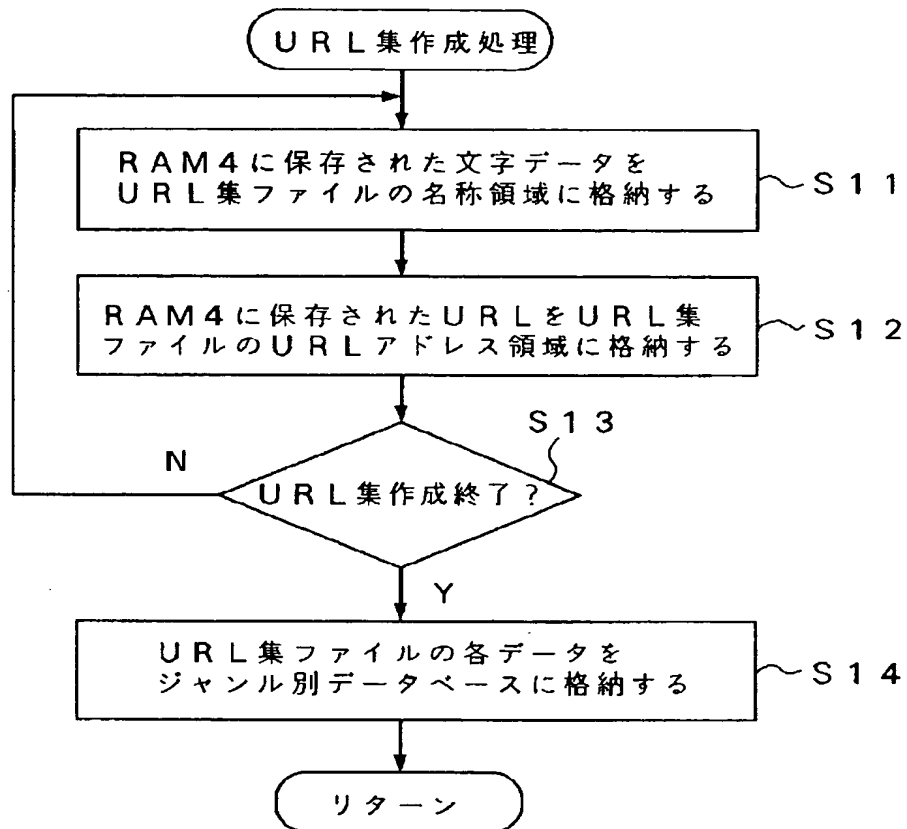 URL集作成処理
RAM4に保存された文字データを
URL集ファイルの名称領域に格納する
S11
RAM4に保存されたURLをURL集
ファイルのURLアドレス領域に格納する
S12
S13
N
URL集作成終了?
Y
URL集ファイルの各データを
ジャンル別データベースに格納する
S14
リターン